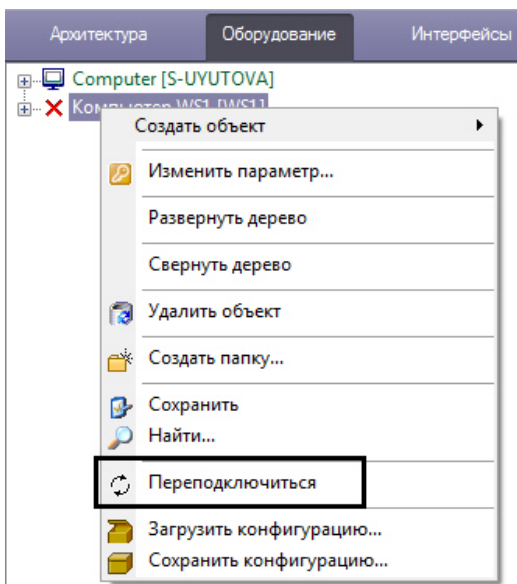 Архитектура Оборудование Интерфейсы
Computer [S-UYUTOVA]
Компьютер WS1 [WS1]
Создать объект
Изменить параметр...
Развернуть дерево
Свернуть дерево
Удалить объект
Создать папку...
Сохранить
Найти...
Переподключиться
Загрузить конфигурацию...
Сохранить конфигурацию...